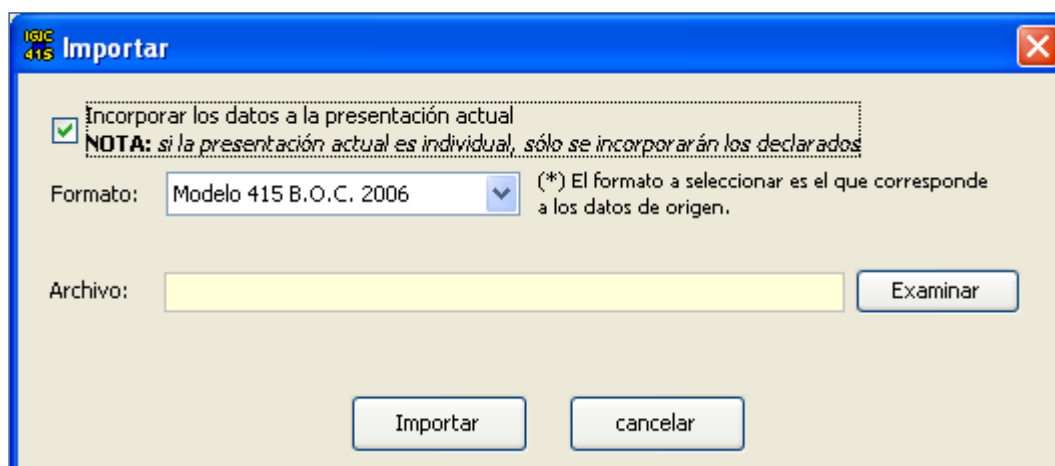 IGIC
415
Importar
Incorporar los datos a la presentación actual
NOTA: si la presentación actual es individual, sólo se incorporarán los declarados
Formato:
Modelo 415 B.O.C. 2006
(*) El formato a seleccionar es el que corresponde
a los datos de origen.
Archivo:
Examinar
Importar
cancelar